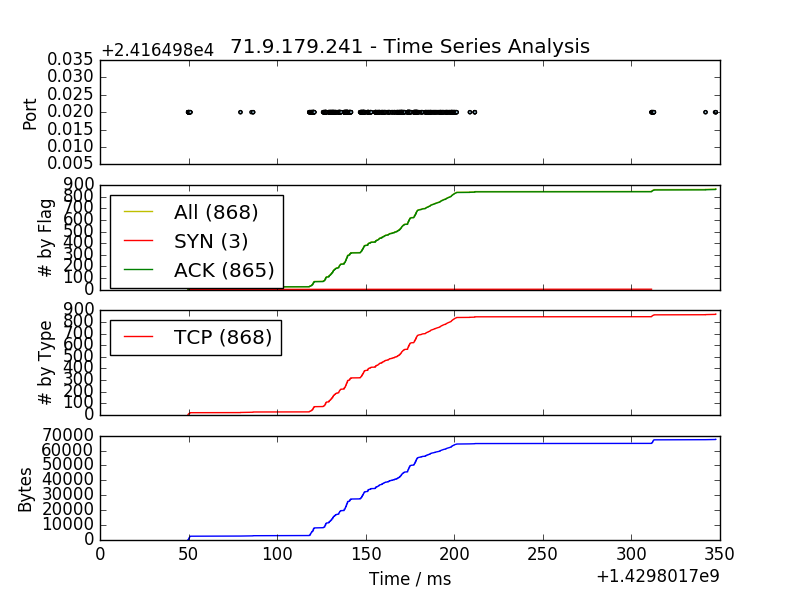 +2.416498e4
71.9.179.241 - Time Series Analysis
0.035
0.030
0.025
0.020
0.015
0.010
0.005
Port
900
800
700
600
500
400
300
200
100
0
# by Flag
All (868)
SYN (3)
ACK (865)
900
800
700
600
500
400
300
200
100
0
# by Type
TCP (868)
70000
60000
50000
40000
30000
20000
10000
0
Bytes
0 50 100 150 200 250 300 350
Time / ms
+1.4298017e9